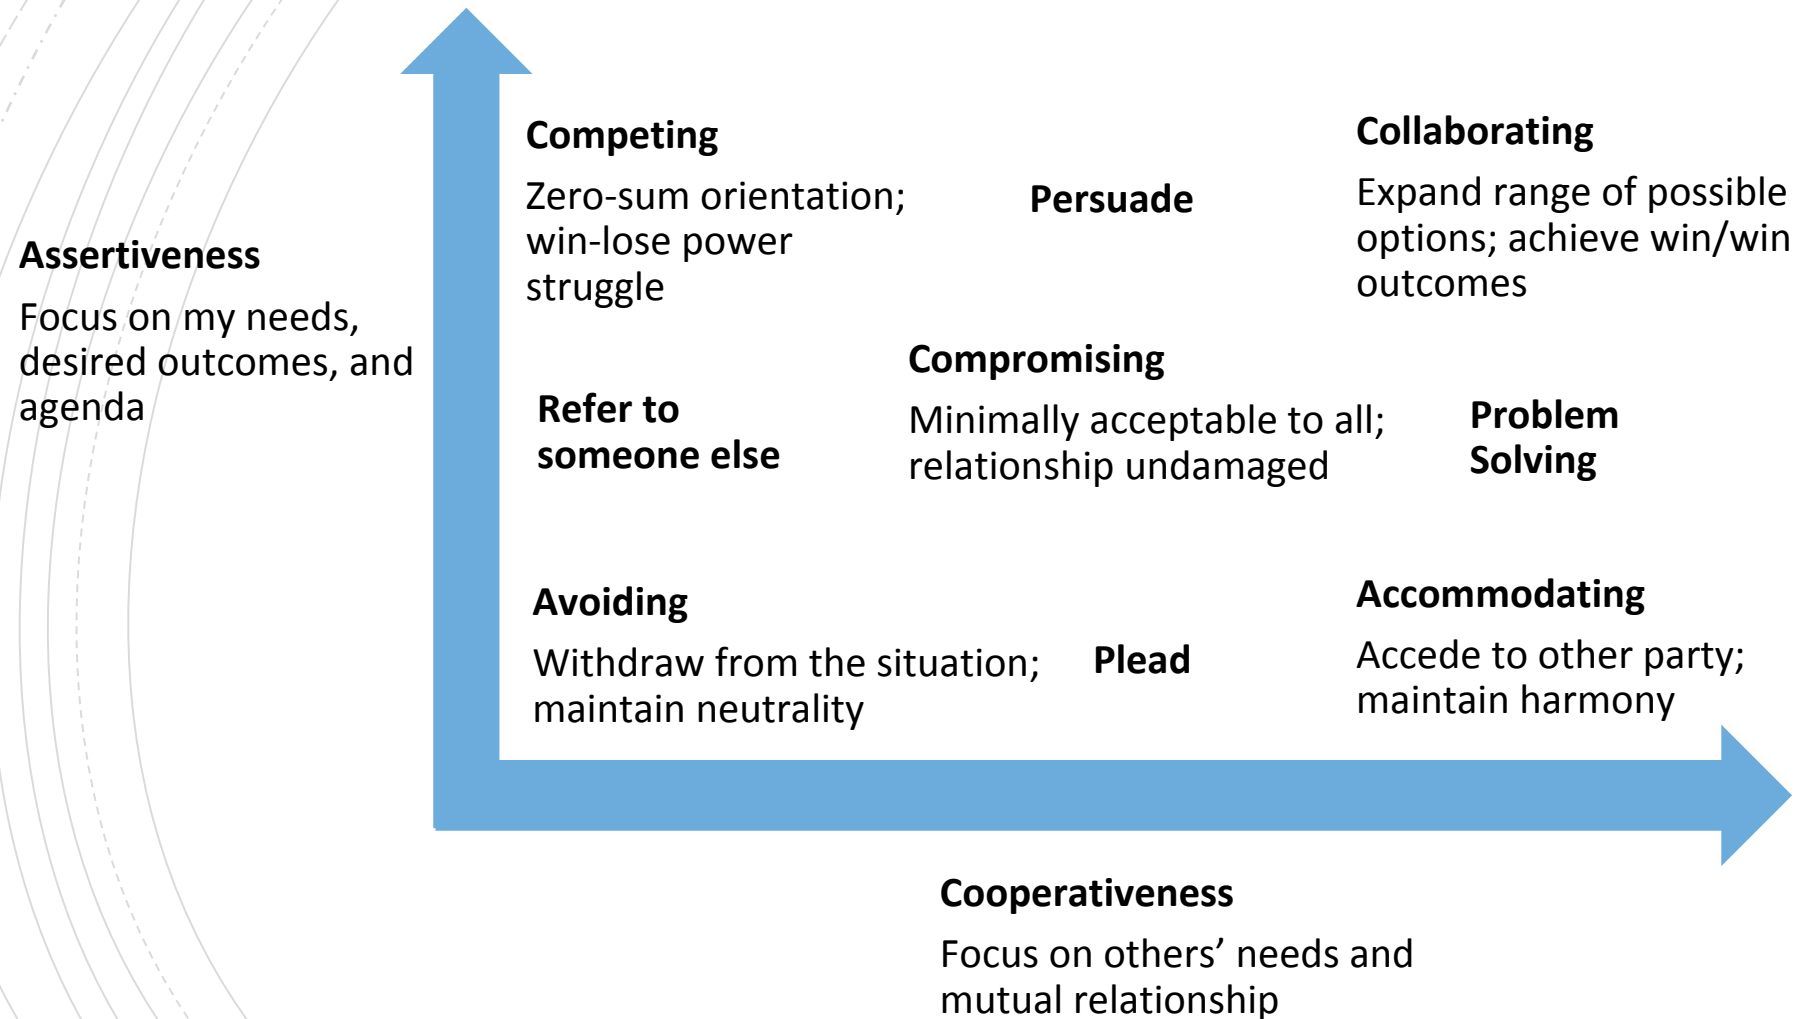 Assertiveness
Focus on my needs,
desired outcomes, and
agenda
Competing
Zero-sum orientation;
win-lose power
struggle
Persuade
Collaborating
Expand range of possible
options; achieve win/win
outcomes
Refer to
someone else
Compromising
Minimally acceptable to all;
relationship undamaged
Problem
Solving
Avoiding
Withdraw from the situation;
maintain neutrality
Plead
Accommodating
Accede to other party;
maintain harmony
Cooperativeness
Focus on others’ needs and
mutual relationship